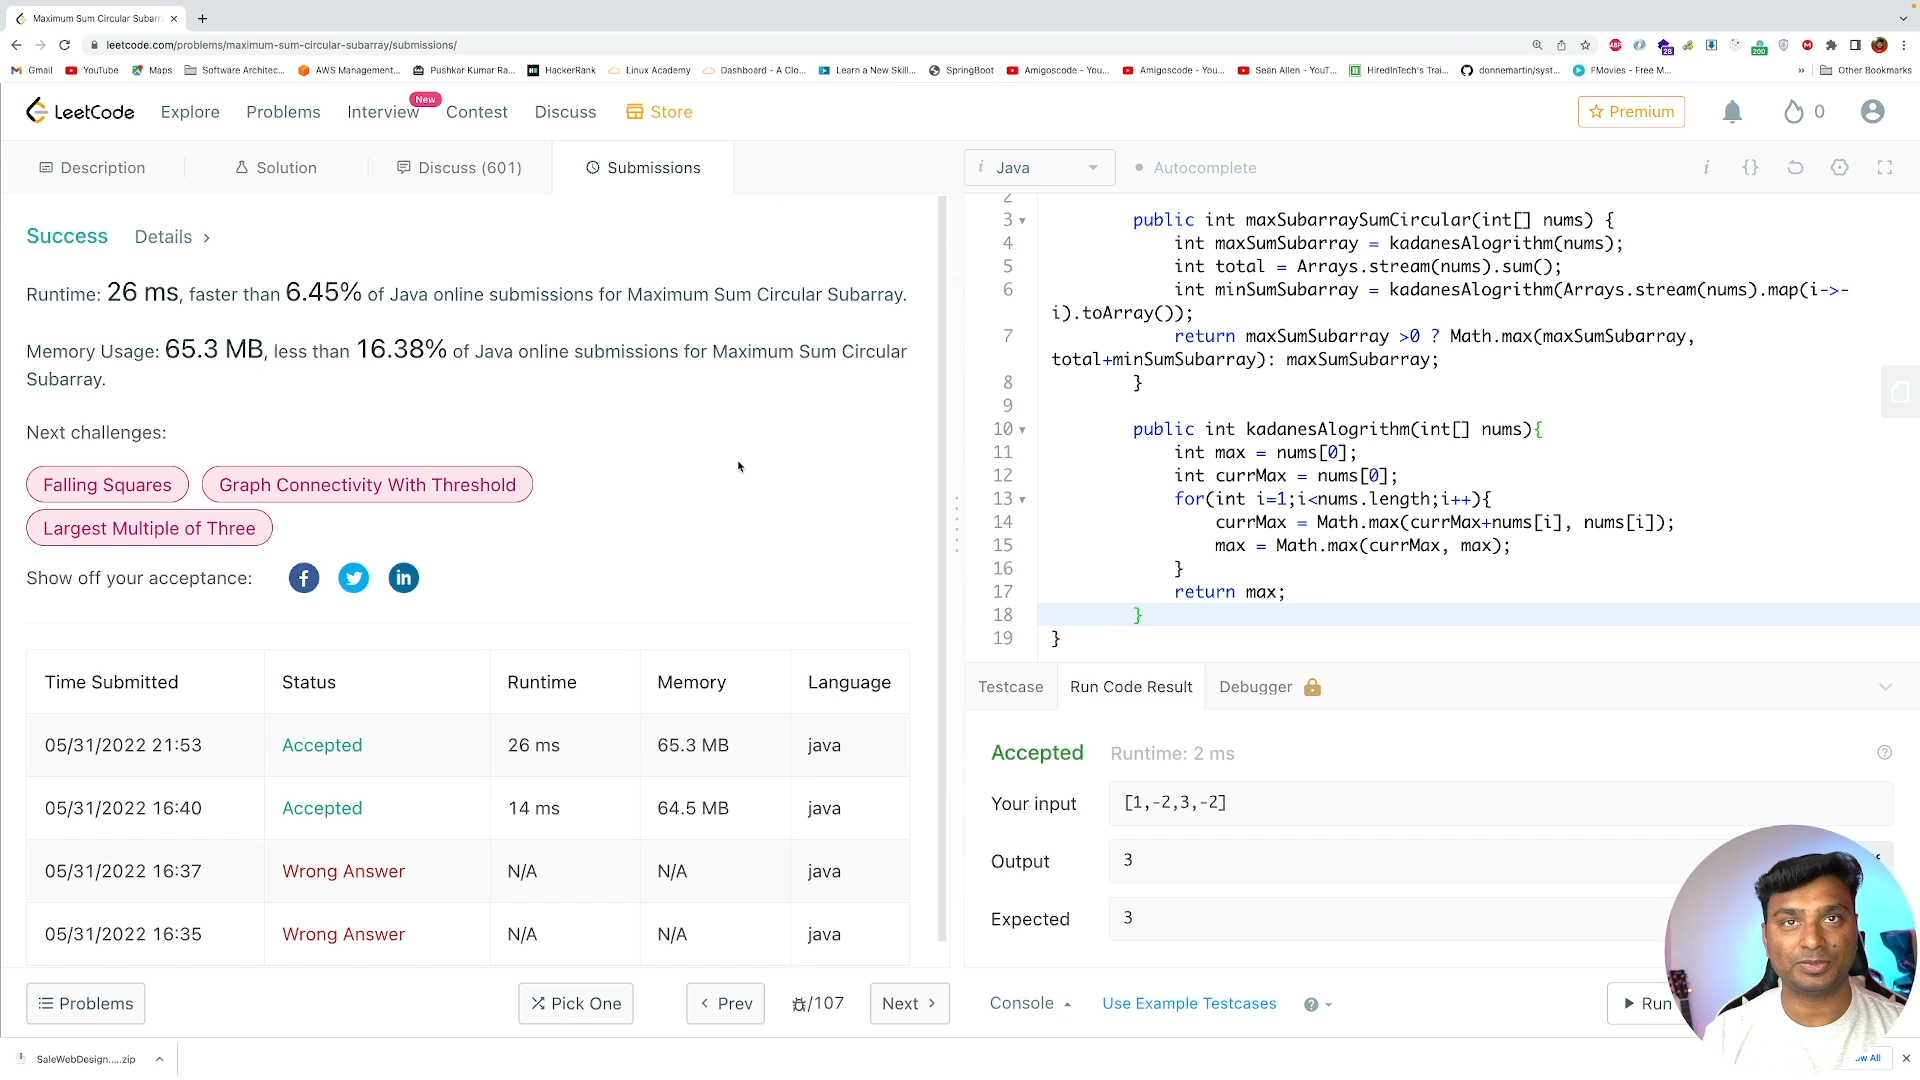 Maximum Sum Circular Subarra
leetcode.com/problems/maximum-sum-circular-subarray/submissions/
Gmail
YouTube
Maps
Software Architec...
AWS Management...
Pushkar Kumar Ra...
HackerRank
Linux Academy
Dashboard - A Clo...
Learn a New Skill...
SpringBoot
Amigoscode - You...
Amigoscode - You...
Sean Allen - YouT...
HiredInTech's Trai...
donnemartin/syst...
FMovies - Free M...
»
Other Bookmarks
ABP
28
200
LeetCode
Explore
Problems
Interview
New
Contest
Discuss
Store
Premium
0
Description
Solution
Discuss (601)
Submissions
i Java
Autocomplete
i {}
Success
Details >
Runtime: 26 ms, faster than 6.45% of Java online submissions for Maximum Sum Circular Subarray.
Memory Usage: 65.3 MB, less than 16.38% of Java online submissions for Maximum Sum Circular
Subarray.
Next challenges:
Falling Squares
Graph Connectivity With Threshold
Largest Multiple of Three
Show off your acceptance:
Time Submitted Status Runtime Memory Language
05/31/2022 21:53 Accepted 26 ms 65.3 MB java
05/31/2022 16:40 Accepted 14 ms 64.5 MB java
05/31/2022 16:37 Wrong Answer N/A N/A java
05/31/2022 16:35 Wrong Answer N/A N/A java
Problems
Pick One
< Prev
/107
Next >
2
3 public int maxSubarraySumCircular(int[] nums) {
4 int maxSumSubarray = kadanesAlogrithm(nums);
5 int total = Arrays.stream(nums).sum();
6 int minSumSubarray = kadanesAlogrithm(Arrays.stream(nums).map(i->-
i).toArray());
7 return maxSumSubarray >0 ? Math.max(maxSumSubarray,
total+minSumSubarray): maxSumSubarray;
8 }
9
10 public int kadanesAlogrithm(int[] nums){
11 int max = nums[0];
12 int currMax = nums[0];
13 for(int i=1;i<nums.length;i++){
14 currMax = Math.max(currMax+nums[i], nums[i]);
15 max = Math.max(currMax, max);
16 }
17 return max;
18 }
19 }
Testcase
Run Code Result
Debugger
Accepted
Runtime: 2 ms
Your input
[1,-2,3,-2]
Output
3
Expected
3
Console
Use Example Testcases
Run
SaleWebDesign.....zip
All